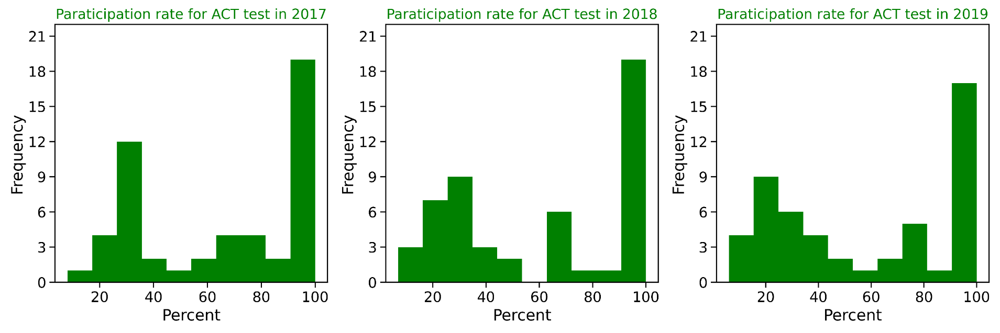 Paraticipation rate for ACT test in 2017
21
18
15
12
9
6
3
0
Frequency
20 40 60 80 100
Percent
Paraticipation rate for ACT test in 2018
21
18
15
12
9
6
3
0
Frequency
20 40 60 80 100
Percent
Paraticipation rate for ACT test in 2019
21
18
15
12
9
6
3
0
Frequency
20 40 60 80 100
Percent